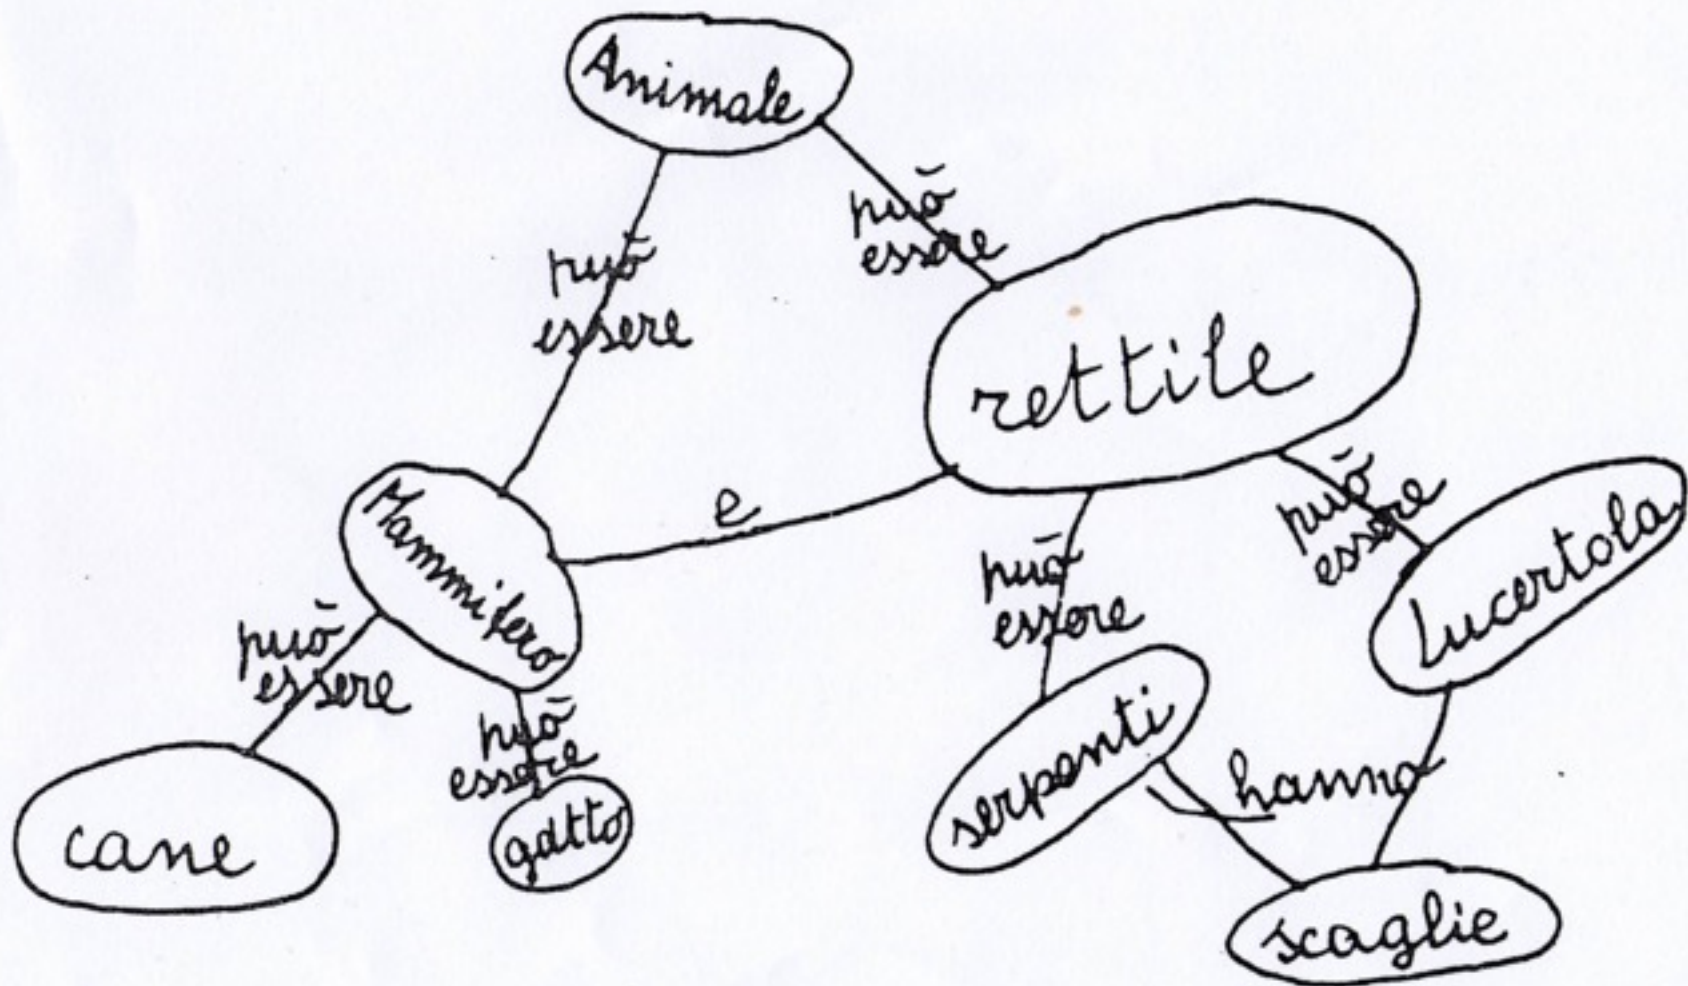 Animale
può
essere
può
essere
rettile
Mammifero
e
può
essere
può
essere
può
essere
può
essere
Lucertola
cane
gatto
serpenti
hanno
scaglie